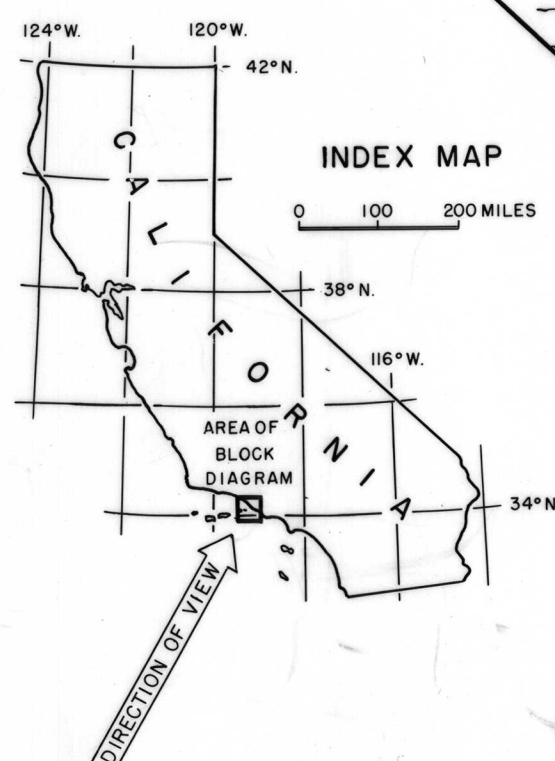 124°W.
120°W.
42°N.
CALIFORNIA
INDEX MAP
0 100 200 MILES
38°N.
116°W.
AREA OF
BLOCK
DIAGRAM
34°N
DIRECTION OF VIEW